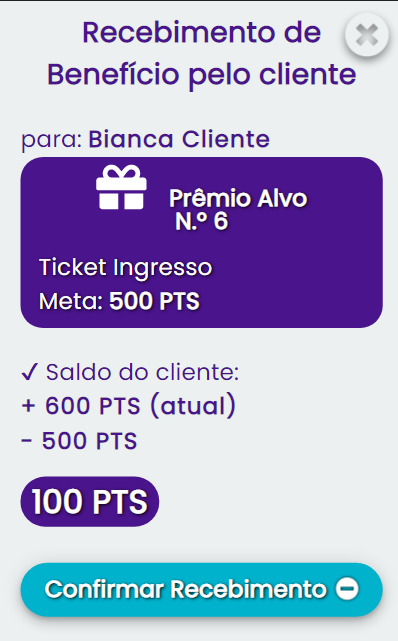 Recebimento de
Benefício pelo cliente
para: Bianca Cliente
Prêmio Alvo
N.º 6
Ticket Ingresso
Meta: 500 PTS
✓ Saldo do cliente:
+ 600 PTS (atual)
- 500 PTS
100 PTS
Confirmar Recebimento